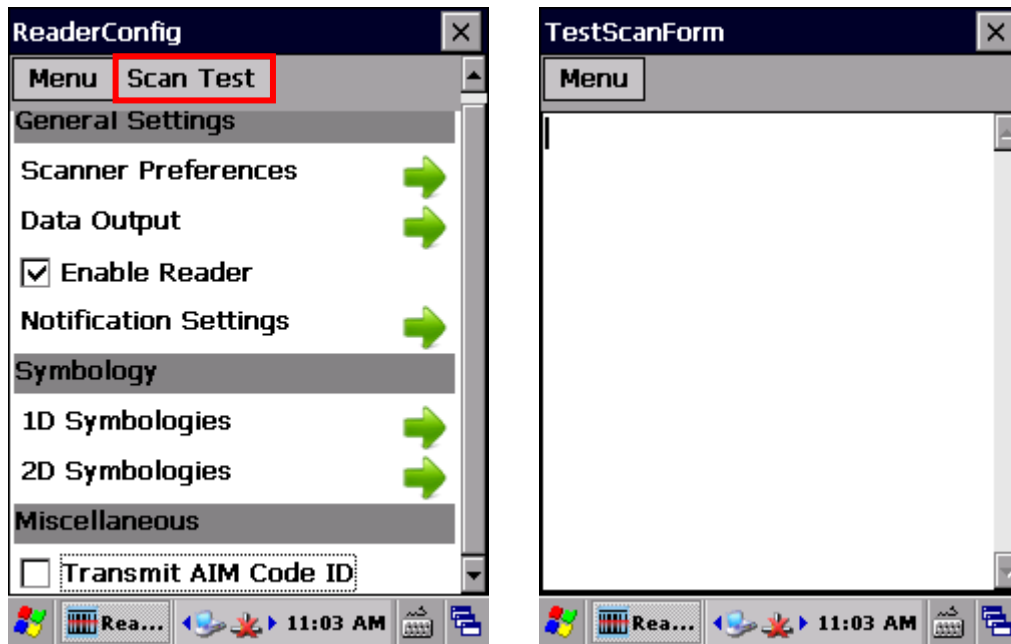 ReaderConfig
Menu Scan Test
General Settings
Scanner Preferences
Data Output
Enable Reader
Notification Settings
Symbology
1D Symbologies
2D Symbologies
Miscellaneous
Transmit AIM Code ID
Rea... 11:03 AM
TestScanForm
Menu
Rea... 11:03 AM